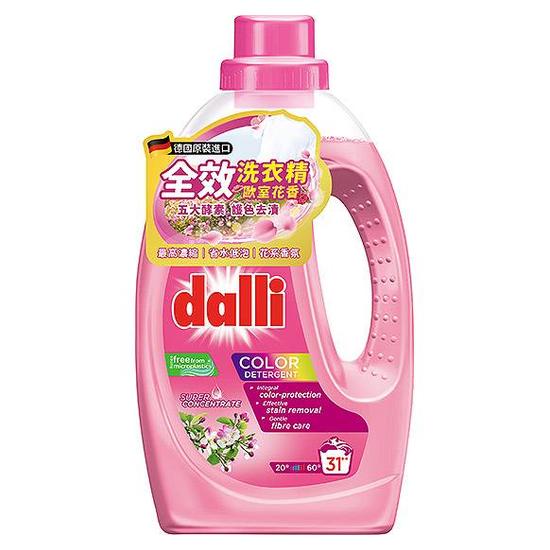 德國原裝進口
全效洗衣精
歐室花香
五大酵素 護色去漬
最高濃縮 | 省水低泡 | 花系香氛
dalli
free from
microplastics
COLOR
DETERGENT
Integral
color-protection
Effective
stain removal
Gentle
fibre care
SUPER
CONCENTRATE
20° 60°
31**